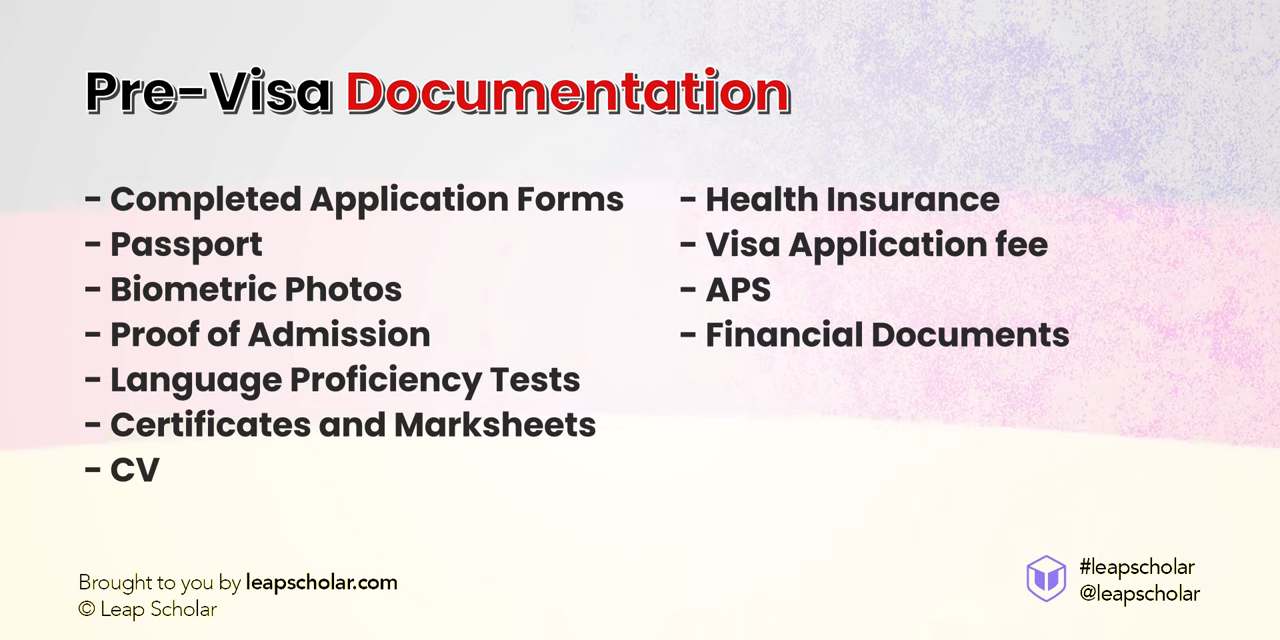 Pre-Visa Documentation
- Completed Application Forms
- Passport
- Biometric Photos
- Proof of Admission
- Language Proficiency Tests
- Certificates and Marksheets
- CV
- Health Insurance
- Visa Application fee
- APS
- Financial Documents
Brought to you by leapscholar.com
© Leap Scholar
#leapscholar
@leapscholar